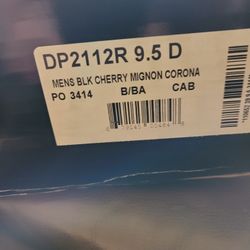 DP2112R 9.5 D
MENS BLK CHERRY MIGNON CORONA
PO 3414 B/BA CAB